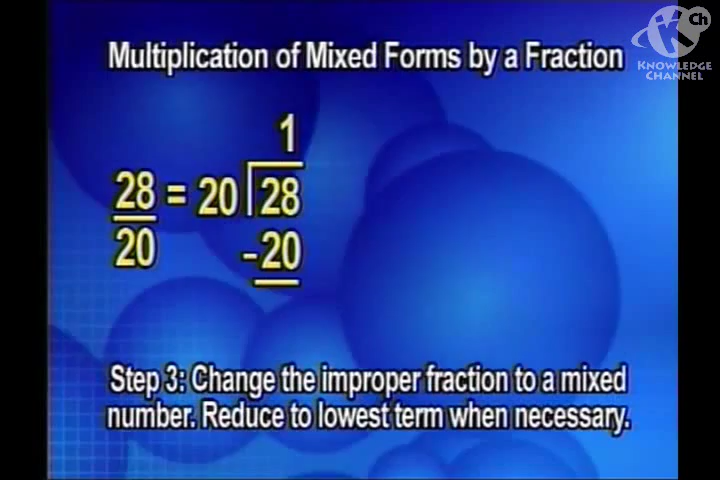 Ch
KNOWLEDGE
CHANNEL
Multiplication of Mixed Forms by a Fraction
1
28 = 20 28
20 -20
Step 3: Change the improper fraction to a mixed
number. Reduce to lowest term when necessary.